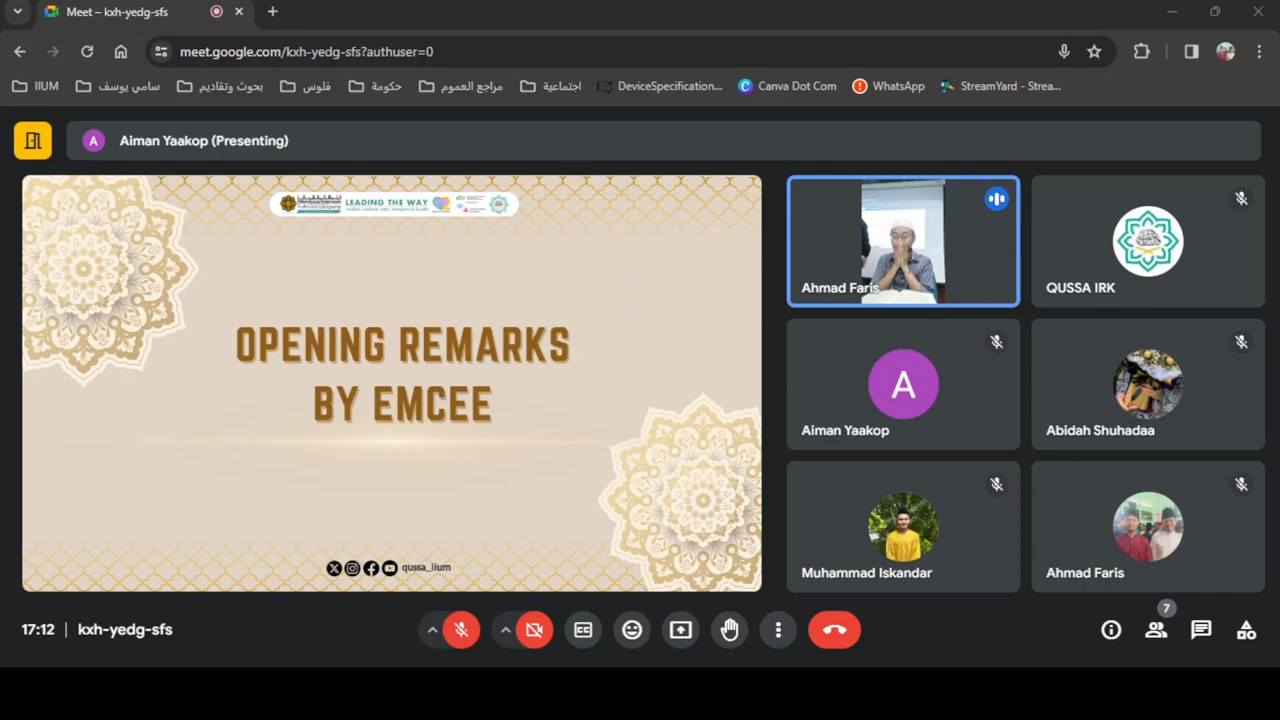 Meet – kxh-yedg-sfs
meet.google.com/kxh-yedg-sfs?authuser=0
IIUM
سامي يوسف
بحوث وتقاديم
فلوس
حكومة
مراجع العموم
اجتماعية
DeviceSpecification...
Canva Dot Com
WhatsApp
StreamYard - Strea...
A
Aiman Yaakop (Presenting)
LEADING THE WAY
OPENING REMARKS
BY EMCEE
qussa_iium
Ahmad Faris
QUSSA IRK
A
Aiman Yaakop
Abidah Shuhadaa
Muhammad Iskandar
Ahmad Faris
17:12 | kxh-yedg-sfs
7